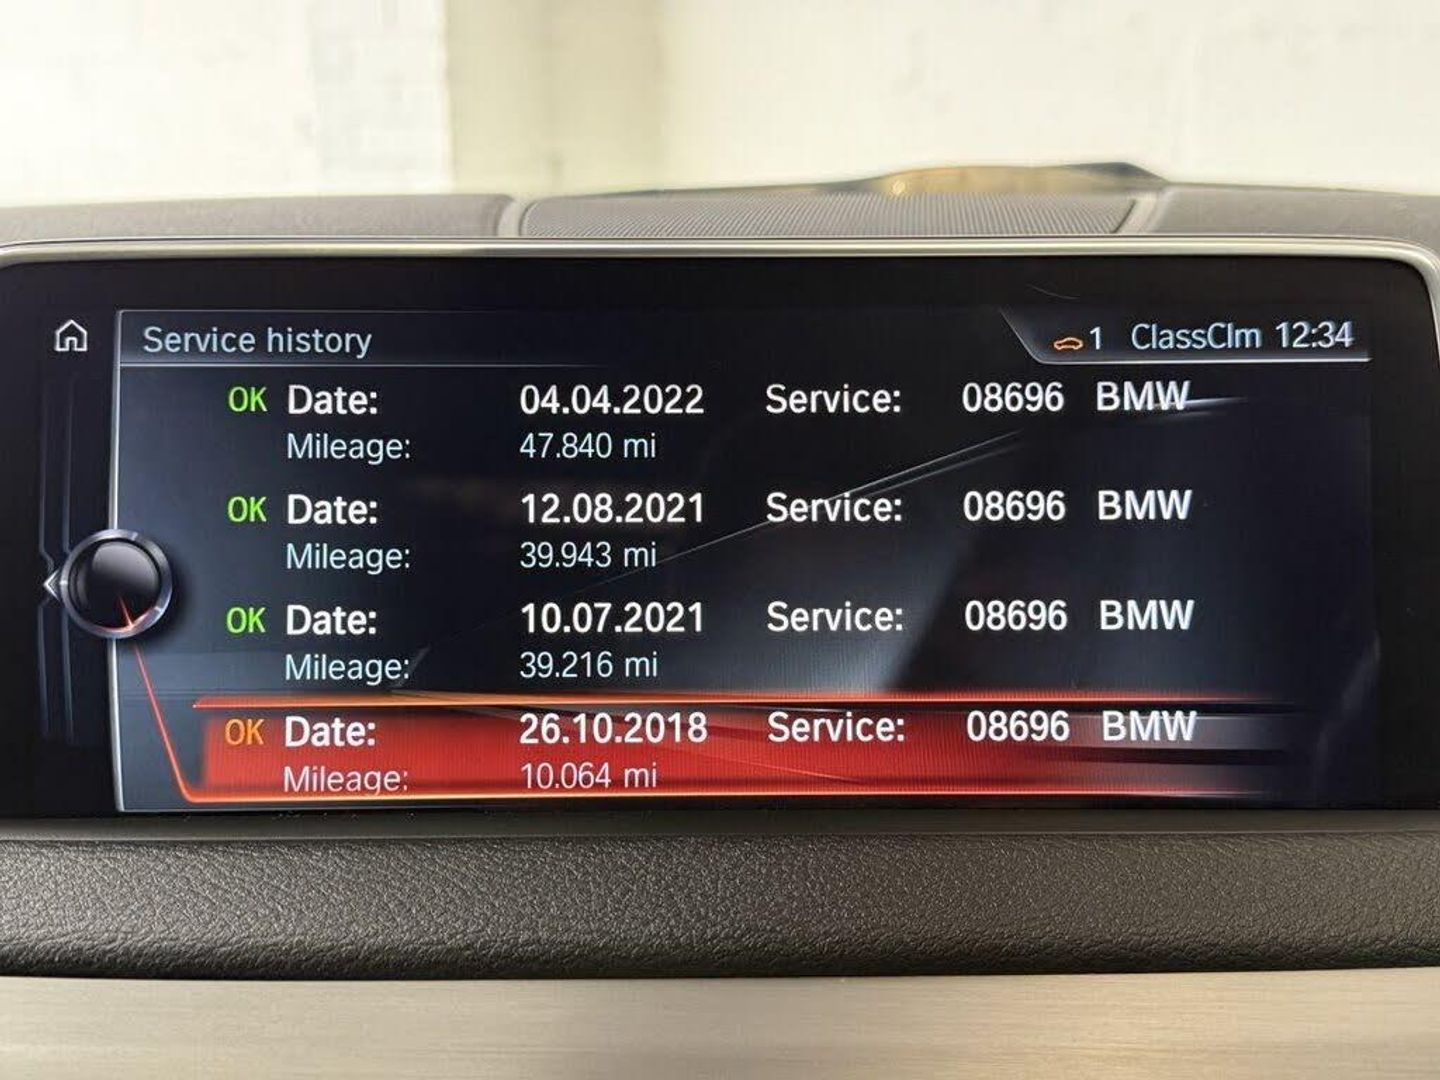 Service history 1 ClassClm 12:34
OK Date: 04.04.2022 Service: 08696 BMW
Mileage: 47.840 mi
OK Date: 12.08.2021 Service: 08696 BMW
Mileage: 39.943 mi
OK Date: 10.07.2021 Service: 08696 BMW
Mileage: 39.216 mi
OK Date: 26.10.2018 Service: 08696 BMW
Mileage: 10.064 mi